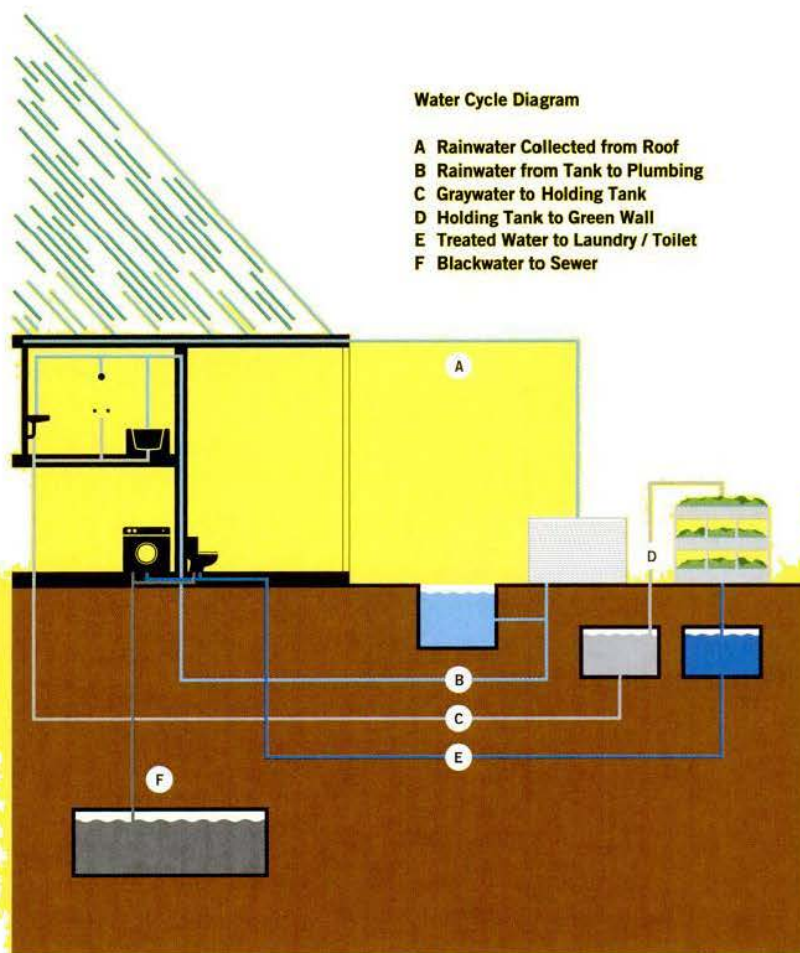 Water Cycle Diagram
A Rainwater Collected from Roof
B Rainwater from Tank to Plumbing
C Graywater to Holding Tank
D Holding Tank to Green Wall
E Treated Water to Laundry / Toilet
F Blackwater to Sewer
A
D
B
C
E
F